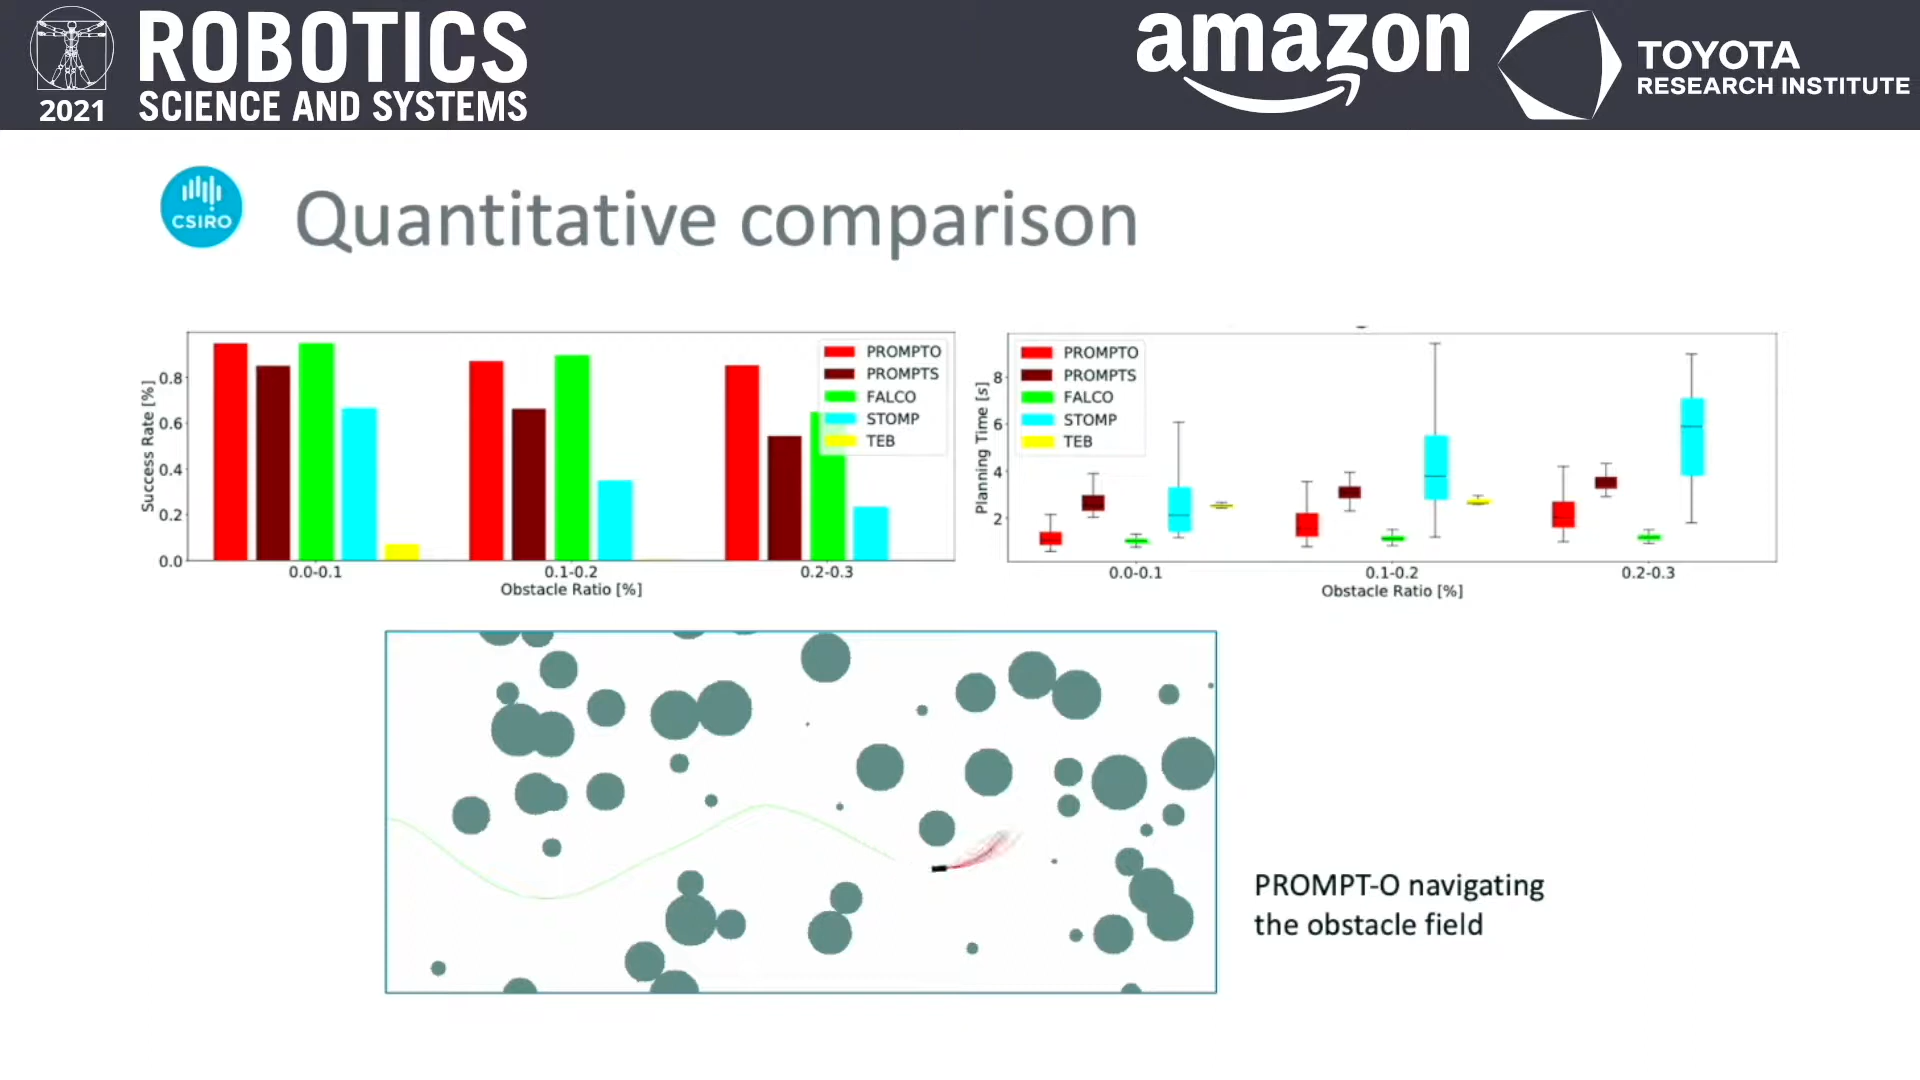 ROBOTICS
SCIENCE AND SYSTEMS
2021
amazon
TOYOTA
RESEARCH INSTITUTE
CSIRO
Quantitative comparison
Success Rate [%]
0.8
0.6
0.4
0.2
0.0
PROMPTO
PROMPTS
FALCO
STOMP
TEB
0.0-0.1
0.1-0.2
0.2-0.3
Obstacle Ratio [%]
Planning Time [s]
8
6
4
2
PROMPTO
PROMPTS
FALCO
STOMP
TEB
0.0-0.1
0.1-0.2
0.2-0.3
Obstacle Ratio [%]
PROMPT-O navigating
the obstacle field